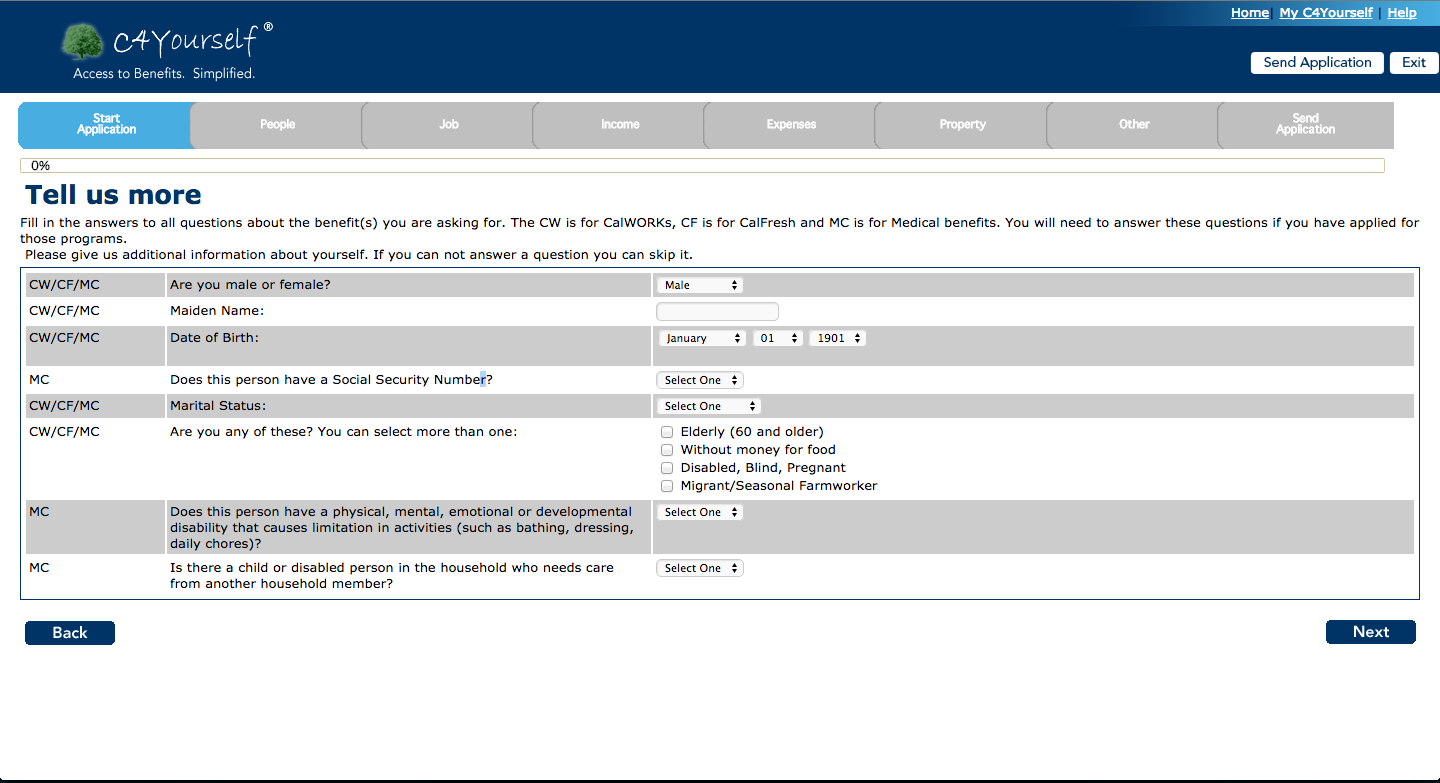 Home | My C4Yourself | Help
C4Yourself ®
Access to Benefits. Simplified.
Send Application Exit
Start Application People Job Income Expenses Property Other Send Application
0%
Tell us more
Fill in the answers to all questions about the benefit(s) you are asking for. The CW is for CalWORKs, CF is for CalFresh and MC is for Medical benefits. You will need to answer these questions if you have applied for
those programs.
Please give us additional information about yourself. If you can not answer a question you can skip it.
CW/CF/MC Are you male or female? Male
CW/CF/MC Maiden Name:
CW/CF/MC Date of Birth: January 01 1901
MC Does this person have a Social Security Number? Select One
CW/CF/MC Marital Status: Select One
CW/CF/MC Are you any of these? You can select more than one: Elderly (60 and older)
Without money for food
Disabled, Blind, Pregnant
Migrant/Seasonal Farmworker
MC Does this person have a physical, mental, emotional or developmental Select One
disability that causes limitation in activities (such as bathing, dressing,
daily chores)?
MC Is there a child or disabled person in the household who needs care Select One
from another household member?
Back Next